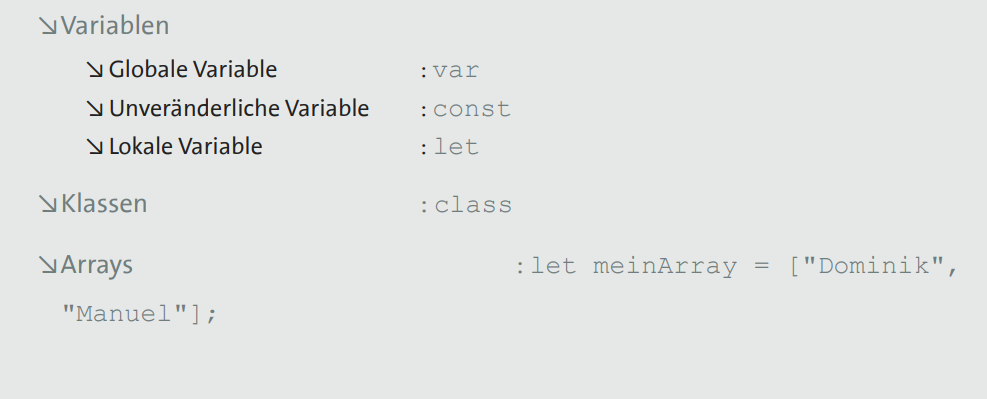 ↘Variablen
↘Globale Variable :var
↘Unveränderliche Variable :const
↘Lokale Variable :let
↘Klassen :class
↘Arrays :let meinArray = ["Dominik",
"Manuel"];